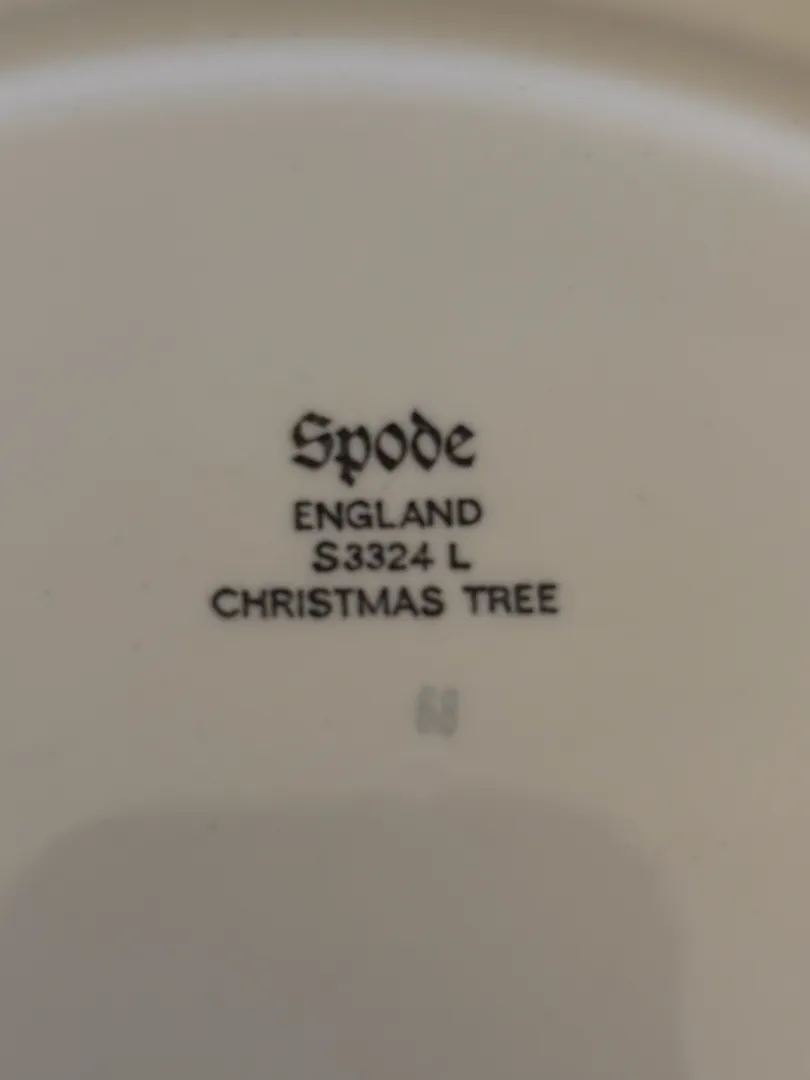 Spode
ENGLAND
S3324 L
CHRISTMAS TREE